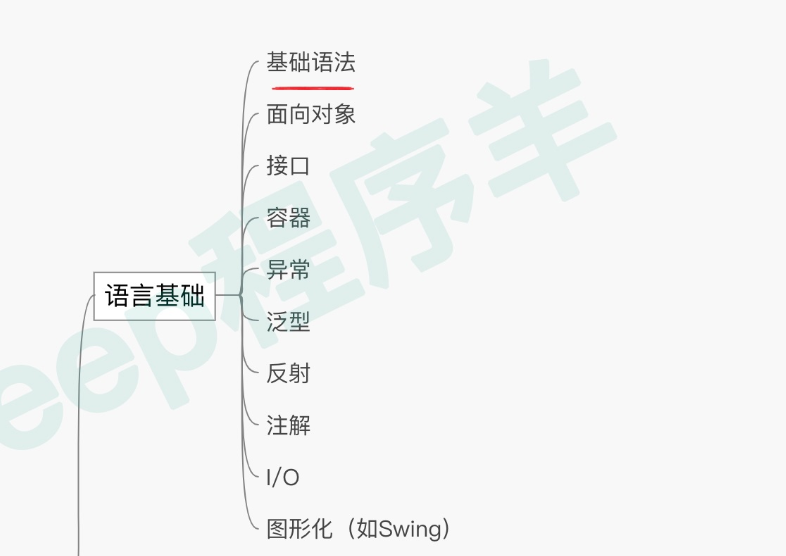 基础语法
面向对象
接口
容器
异常
语言基础
泛型
反射
注解
I/O
图形化（如Swing）
eep程序羊